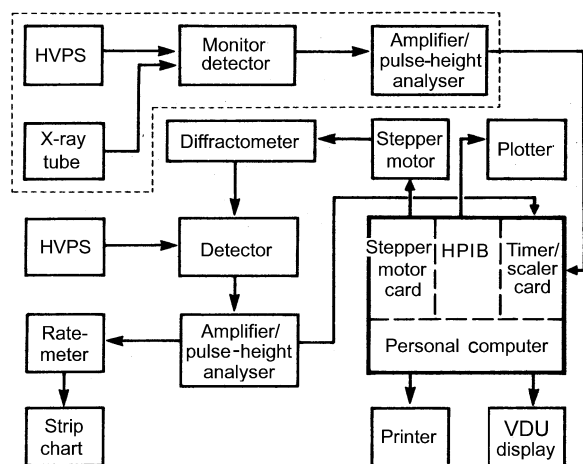 HVPS
Monitor
detector
Amplifier/
pulse-height
analyser
X-ray
tube
Diffractometer
Stepper
motor
Plotter
HVPS
Detector
Stepper
motor
card
HPIB
Timer/
scaler
card
Personal computer
Rate-
meter
Amplifier/
pulse-height
analyser
Strip
chart
Printer
VDU
display